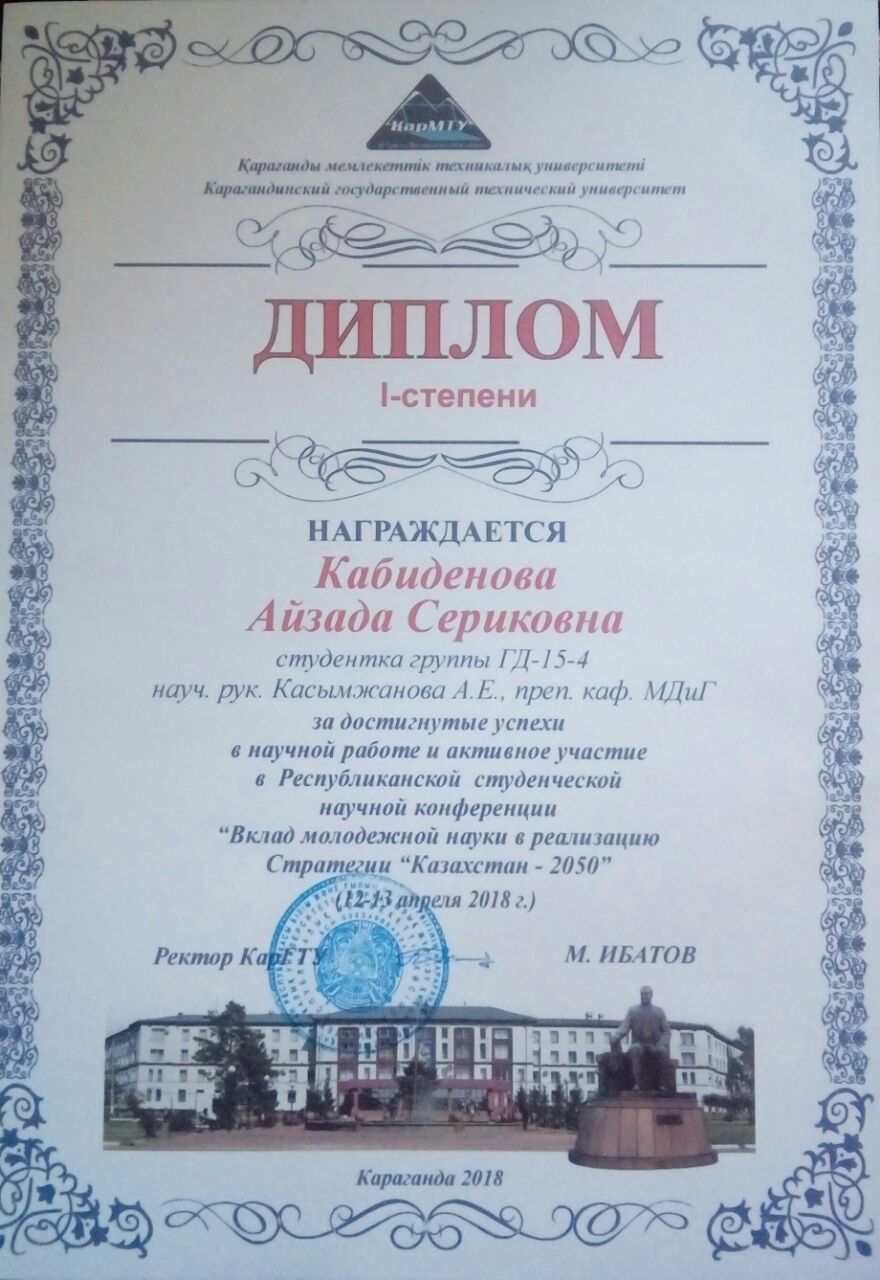 "КарМТУ"
Қарағанды мемлекеттік техникалық университеті
Карагандинский государственный технический университет
ДИПЛОМ
I-степени
НАГРАЖДАЕТСЯ
Кабиденова
Айзада Сериковна
студентка группы ГД-15-4
науч. рук. Касымжанова А.Е., преп. каф. МДиГ
за достигнутые успехи
в научной работе и активное участие
в Республиканской студенческой
научной конференции
“Вклад молодежной науки в реализацию
Стратегии “Казахстан - 2050”
(12-13 апреля 2018 г.)
Ректор КарГТУ М. ИБАТОВ
Караганда 2018